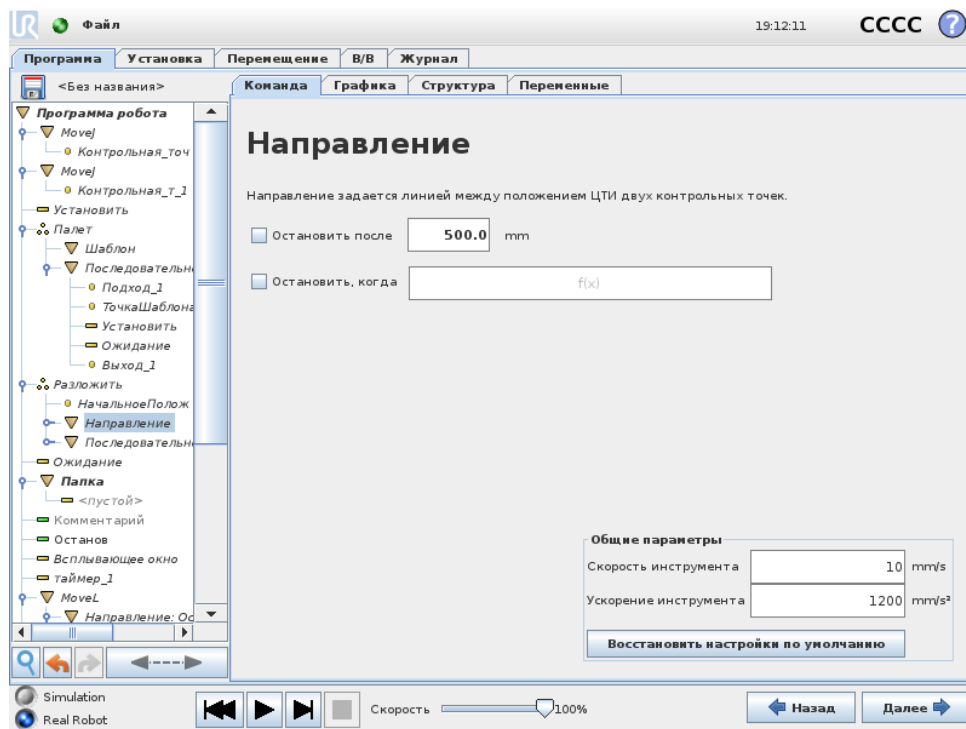 Файл
19:12:11
CCCC
?
Программа Установка Перемещение В/В Журнал
<Без названия>
Команда Графика Структура Переменные
Программа робота
MoveJ
Контрольная_точ
MoveJ
Контрольная_т_1
Установить
Палет
Шаблон
Последовательн
Подход_1
ТочкаШаблона
Установить
Ожидание
Выход_1
Разложить
НачальноеПолож
Направление
Последовательн
Ожидание
Папка
<пустой>
Комментарий
Останов
Всплывающее окно
таймер_1
MoveL
Направление: Ос
Направление
Направление задается линией между положением ЦТИ двух контрольных точек.
Остановить после 500.0 mm
Остановить, когда f(x)
Общие параметры
Скорость инструмента 10 mm/s
Ускорение инструмента 1200 mm/s²
Восстановить настройки по умолчанию
Simulation
Real Robot
Скорость 100%
Назад Далее